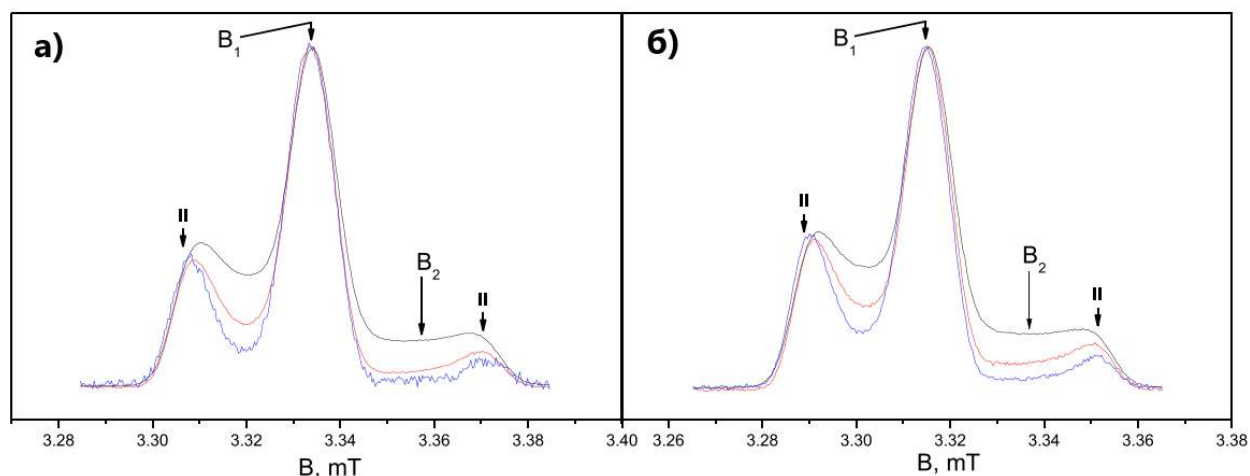 а)
B1
II
B2
II
3.28 3.30 3.32 3.34 3.36 3.38 3.40
B, mT
б)
B1
II
B2
II
3.26 3.28 3.30 3.32 3.34 3.36 3.38
B, mT